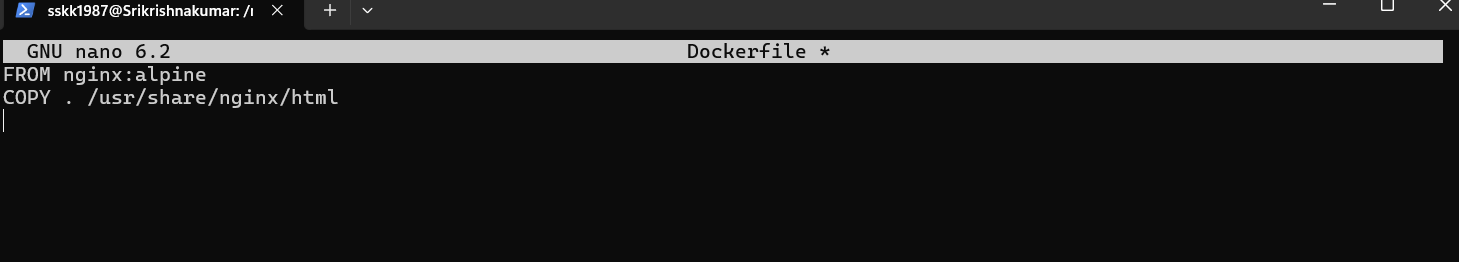 sskk1987@Srikrishnakumar: /
GNU nano 6.2 Dockerfile *
FROM nginx:alpine
COPY . /usr/share/nginx/html